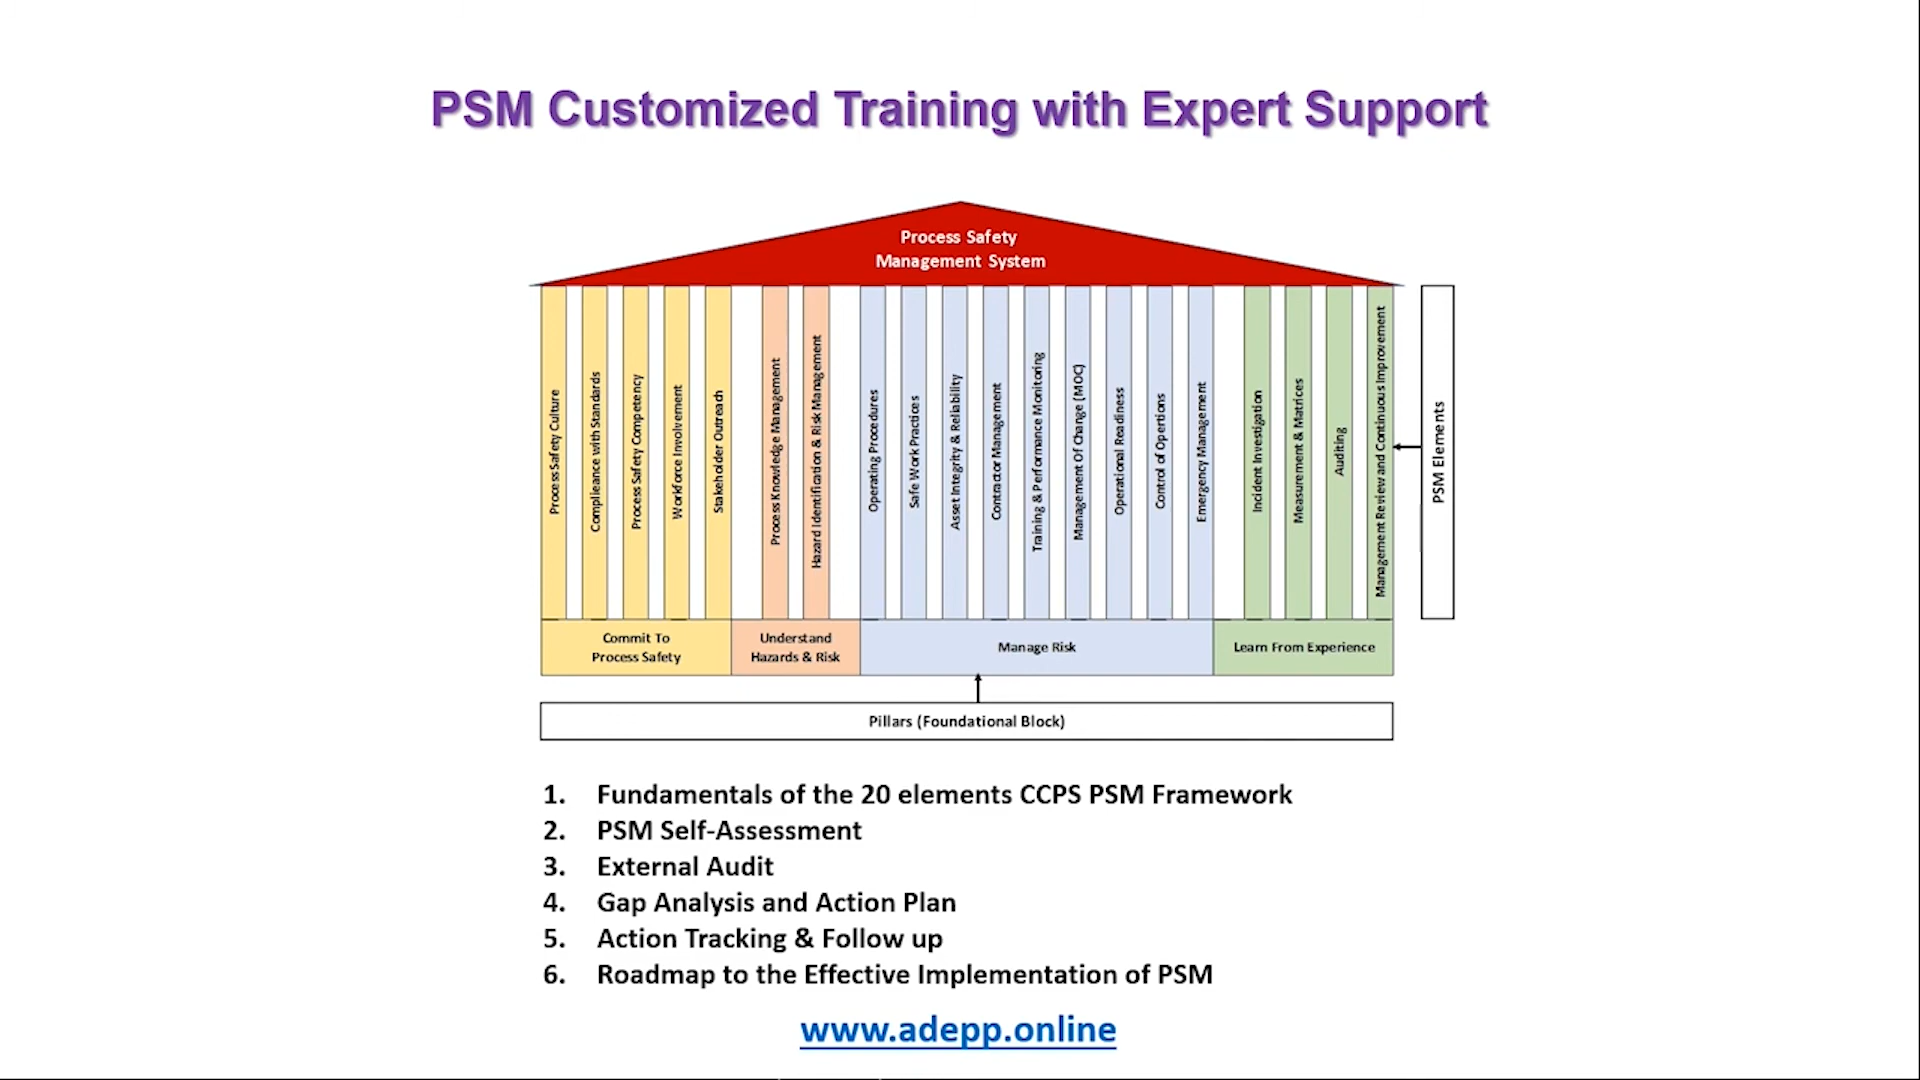 PSM Customized Training with Expert Support
Process Safety
Management System
Process Safety Culture
Complieance with Standards
Process Safety Competency
Workforce Involvement
Stakeholder Outreach
Process Knowledge Management
Hazard Identification & Risk Management
Operating Procedures
Safe Work Practices
Asset Integrity & Reliability
Contractor Management
Training & Performance Monitoring
Management Of Change (MOC)
Operational Readiness
Control of Opertions
Emergency Management
Incident Investigation
Measurement & Matrices
Auditing
Management Review and Continuous Improvement
PSM Elements
Commit To
Process Safety
Understand
Hazards & Risk
Manage Risk
Learn From Experience
Pillars (Foundational Block)
1. Fundamentals of the 20 elements CCPS PSM Framework
2. PSM Self-Assessment
3. External Audit
4. Gap Analysis and Action Plan
5. Action Tracking & Follow up
6. Roadmap to the Effective Implementation of PSM
www.adepp.online